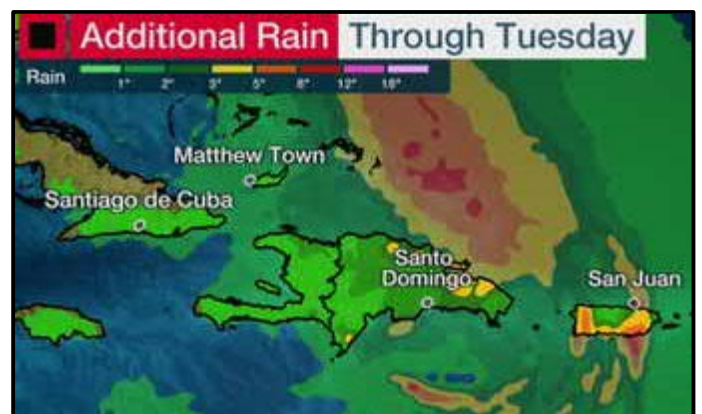 Additional Rain Through Tuesday
Rain 1" 2" 3" 5" 8" 12" 18"
Matthew Town
Santiago de Cuba
Santo
Domingo
San Juan